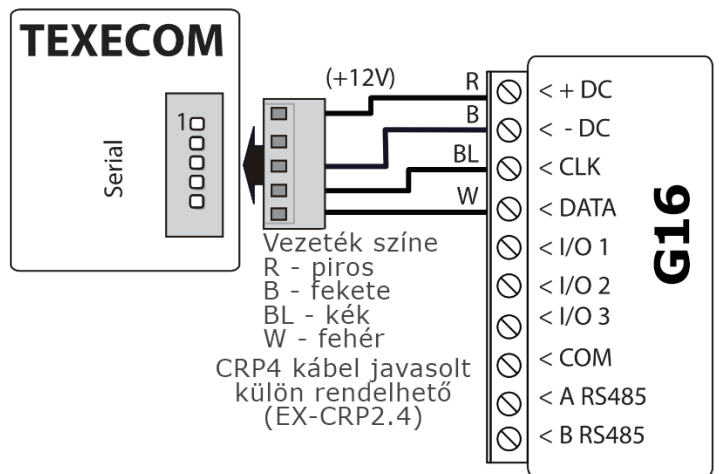 TEXECOM
Serial
1
(+12V)
R
B
BL
W
Vezeték színe
R - piros
B - fekete
BL - kék
W - fehér
CRP4 kábel javasolt
külön rendelhető
(EX-CRP2.4)
< + DC
< - DC
< CLK
< DATA
< I/O 1
< I/O 2
< I/O 3
< COM
< A RS485
< B RS485
G16